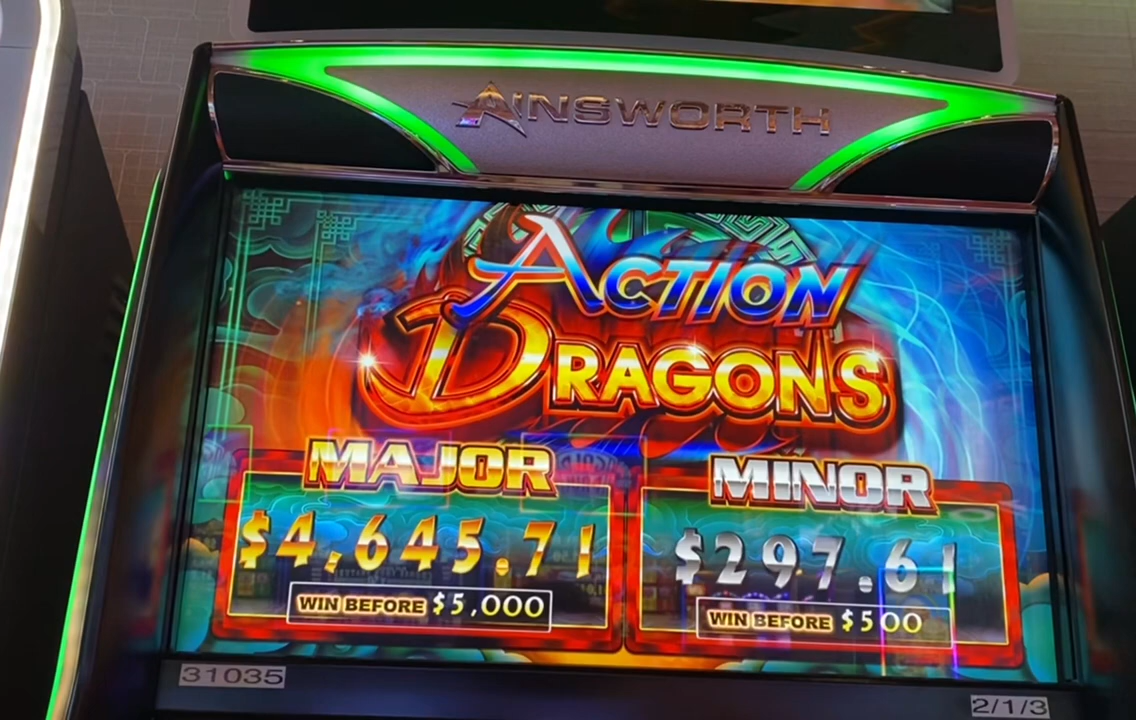 AINSWORTH
ACTION
DRAGONS
MAJOR
$4,645.71
WIN BEFORE $5,000
MINOR
$297.61
WIN BEFORE $500
31035
2/1/3